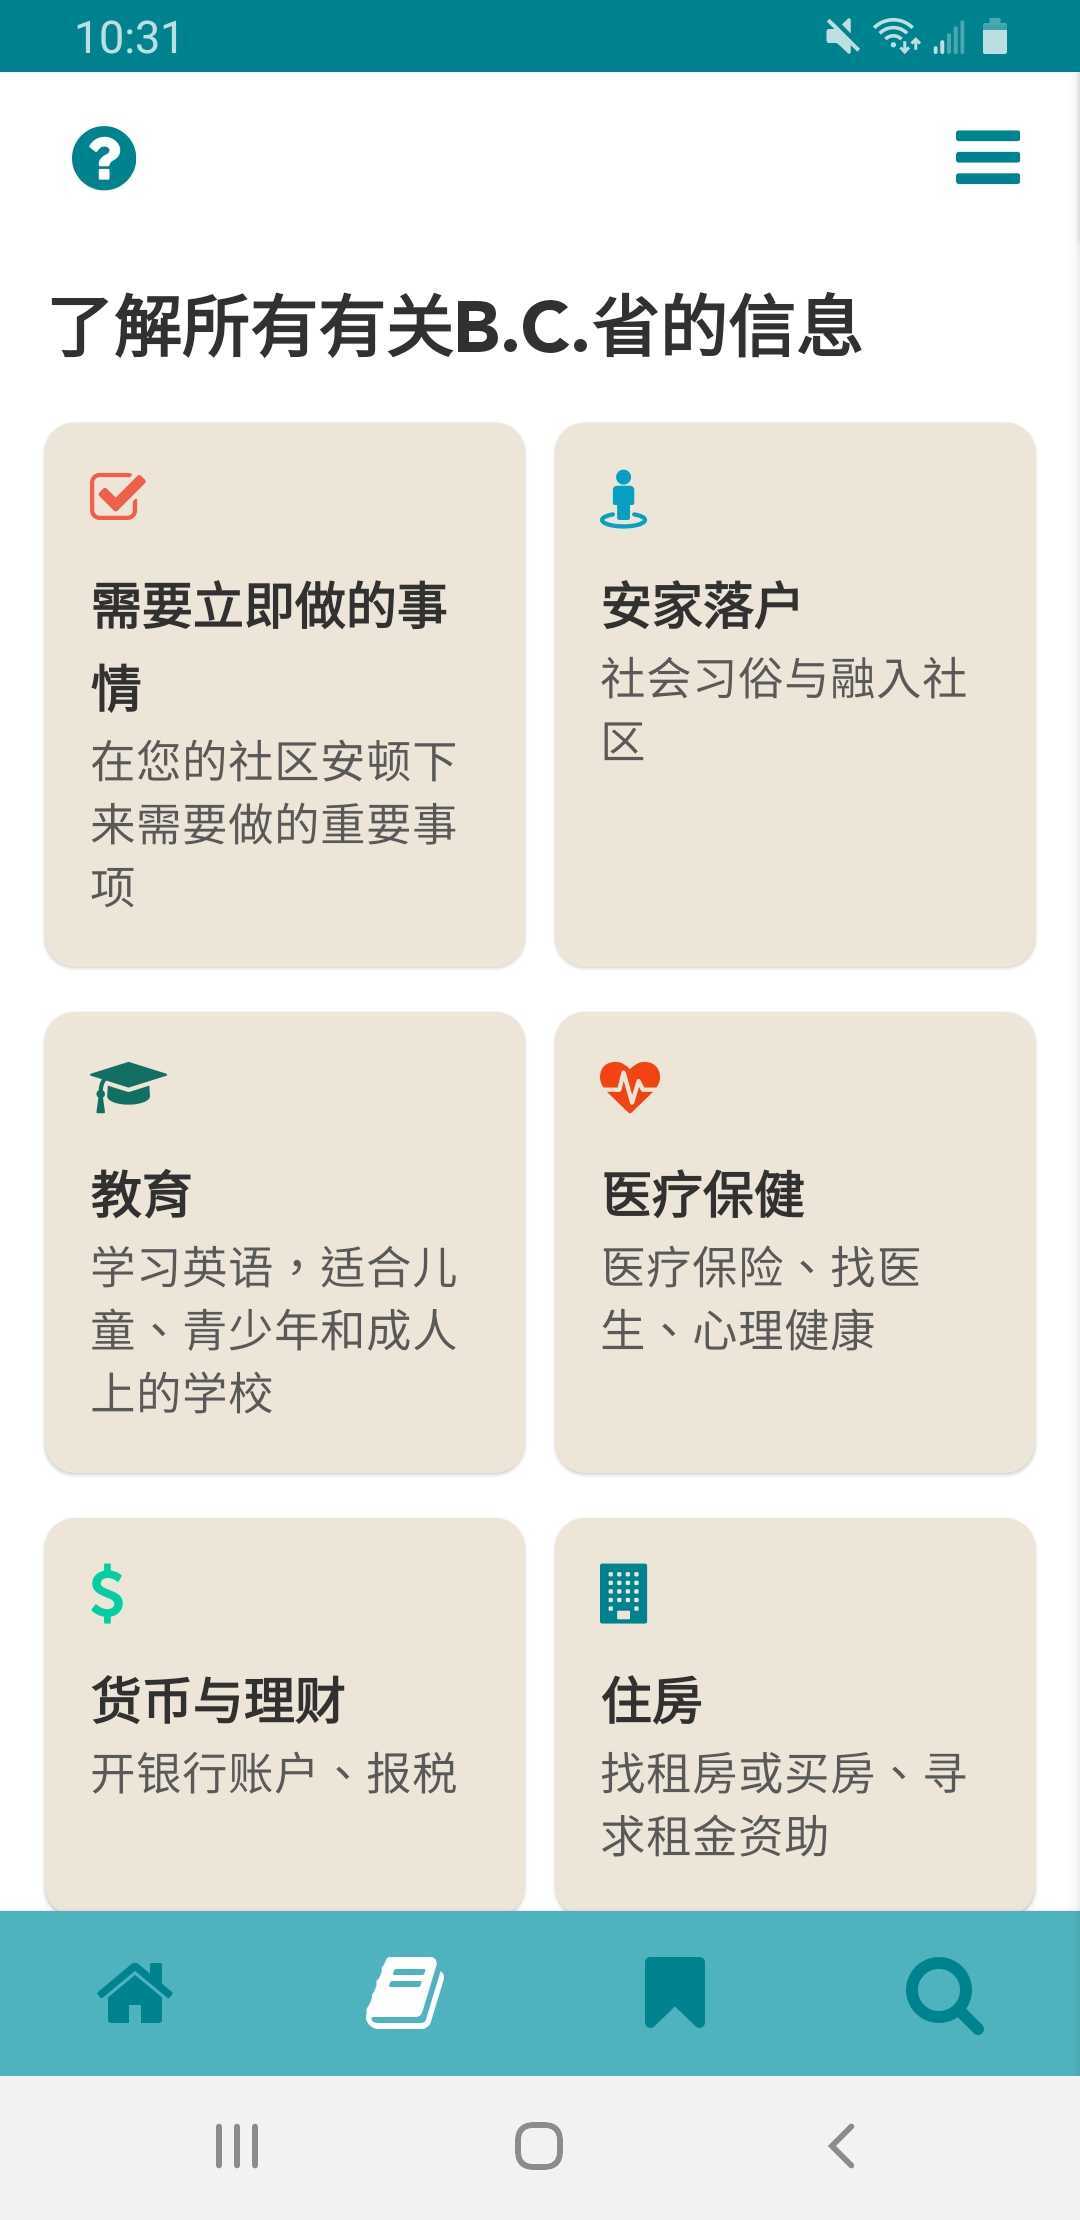 10:31
了解所有有关B.C.省的信息
需要立即做的事
情
在您的社区安顿下
来需要做的重要事
项
安家落户
社会习俗与融入社
区
教育
学习英语，适合儿
童、青少年和成人
上的学校
医疗保健
医疗保险、找医
生、心理健康
货币与理财
开银行账户、报税
住房
找租房或买房、寻
求租金资助